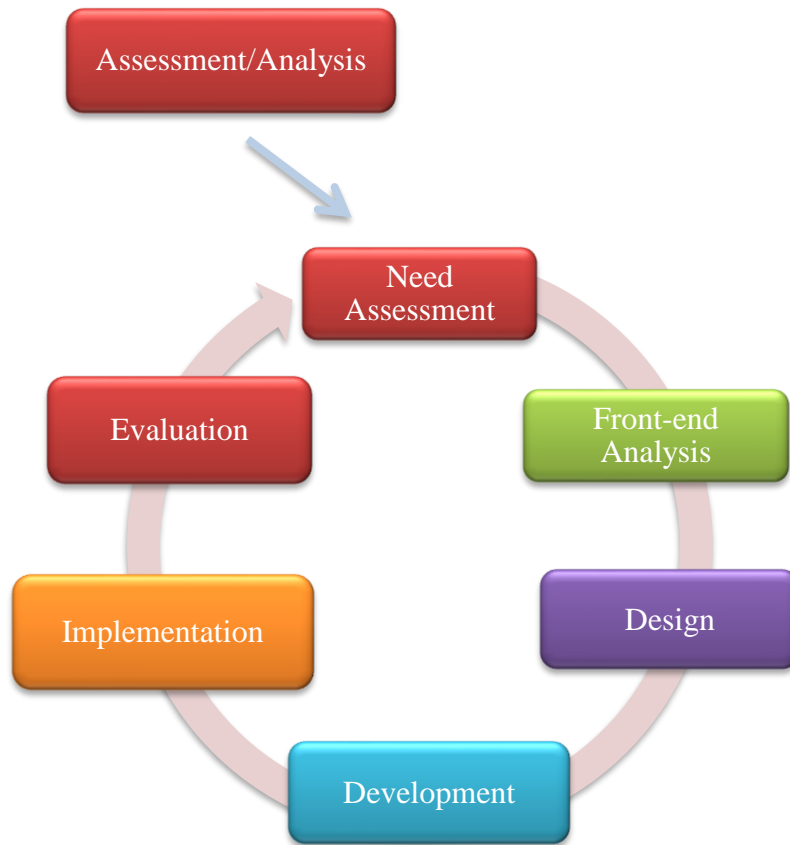 Assessment/Analysis
Need
Assessment
Front-end
Analysis
Design
Development
Implementation
Evaluation